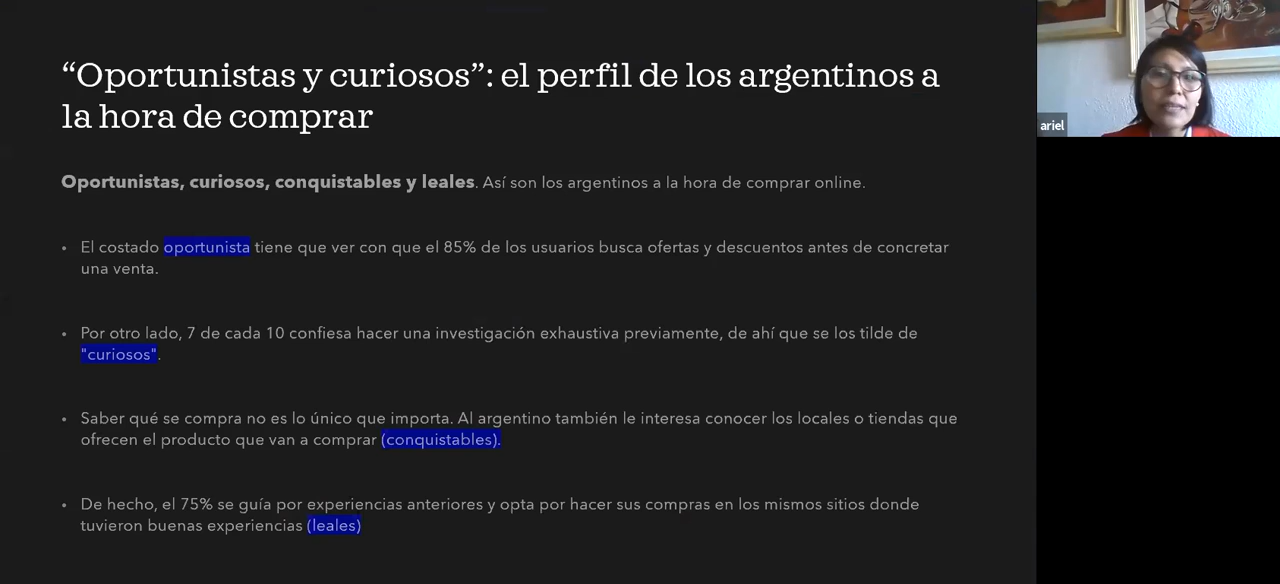 “Oportunistas y curiosos”: el perfil de los argentinos a
la hora de comprar
Oportunistas, curiosos, conquistables y leales. Así son los argentinos a la hora de comprar online.
• El costado oportunista tiene que ver con que el 85% de los usuarios busca ofertas y descuentos antes de concretar
una venta.
• Por otro lado, 7 de cada 10 confiesa hacer una investigación exhaustiva previamente, de ahí que se los tilde de
"curiosos".
• Saber qué se compra no es lo único que importa. Al argentino también le interesa conocer los locales o tiendas que
ofrecen el producto que van a comprar (conquistables).
• De hecho, el 75% se guía por experiencias anteriores y opta por hacer sus compras en los mismos sitios donde
tuvieron buenas experiencias (leales)
ariel